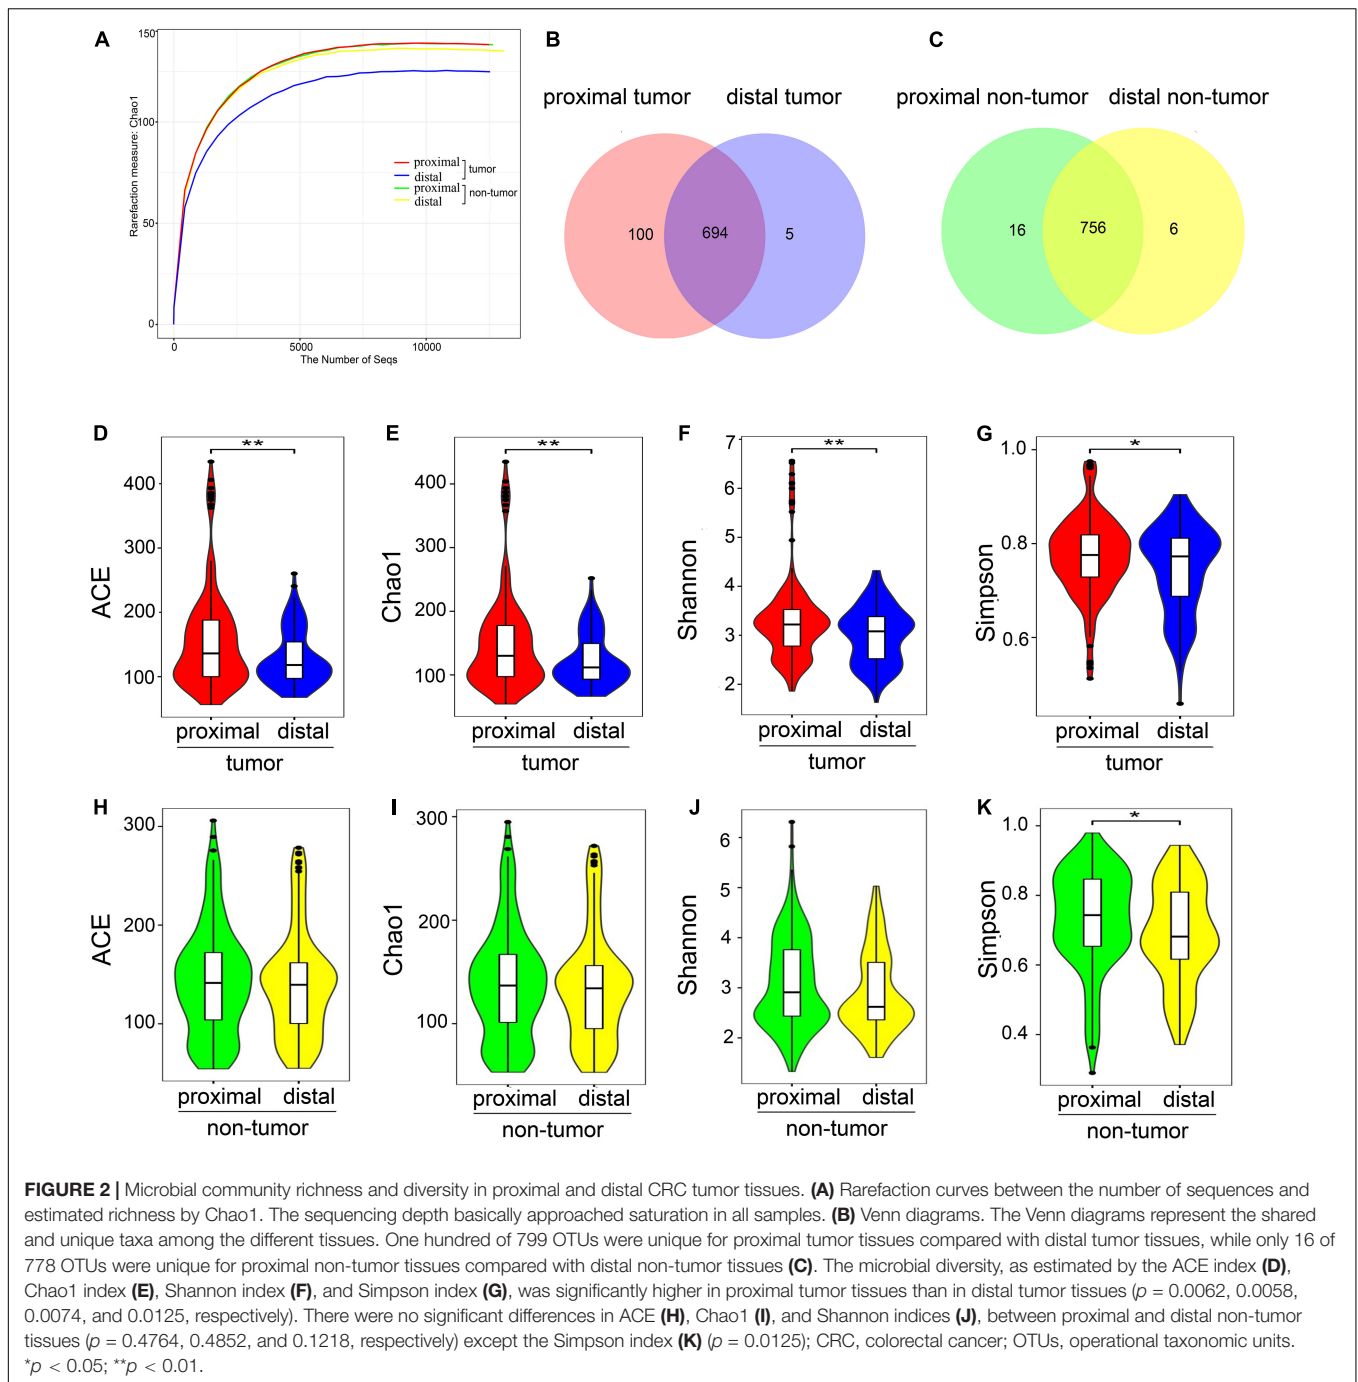 A
150
100
50
0
Rarefaction measure: Chao1
0 5000 10000
The Number of Seqs
proximal
distal
tumor
proximal
distal
non-tumor
B
proximal tumor distal tumor
100 694 5
C
proximal non-tumor distal non-tumor
16 756 6
D
**
400
300
200
100
ACE
proximal distal
tumor
E
**
400
300
200
100
Chao1
proximal distal
tumor
F
**
7
6
5
4
3
2
Shannon
proximal distal
tumor
G
*
1.0
0.8
0.6
Simpson
proximal distal
tumor
H
300
200
100
ACE
proximal distal
non-tumor
I
300
200
100
Chao1
proximal distal
non-tumor
J
6
5
4
3
2
Shannon
proximal distal
non-tumor
K
*
1.0
0.8
0.6
0.4
Simpson
proximal distal
non-tumor
FIGURE 2 | Microbial community richness and diversity in proximal and distal CRC tumor tissues. (A) Rarefaction curves between the number of sequences and
estimated richness by Chao1. The sequencing depth basically approached saturation in all samples. (B) Venn diagrams. The Venn diagrams represent the shared
and unique taxa among the different tissues. One hundred of 799 OTUs were unique for proximal tumor tissues compared with distal tumor tissues, while only 16 of
778 OTUs were unique for proximal non-tumor tissues compared with distal non-tumor tissues (C). The microbial diversity, as estimated by the ACE index (D),
Chao1 index (E), Shannon index (F), and Simpson index (G), was significantly higher in proximal tumor tissues than in distal tumor tissues (p = 0.0062, 0.0058,
0.0074, and 0.0125, respectively). There were no significant differences in ACE (H), Chao1 (I), and Shannon indices (J), between proximal and distal non-tumor
tissues (p = 0.4764, 0.4852, and 0.1218, respectively) except the Simpson index (K) (p = 0.0125); CRC, colorectal cancer; OTUs, operational taxonomic units.
*p < 0.05; **p < 0.01.